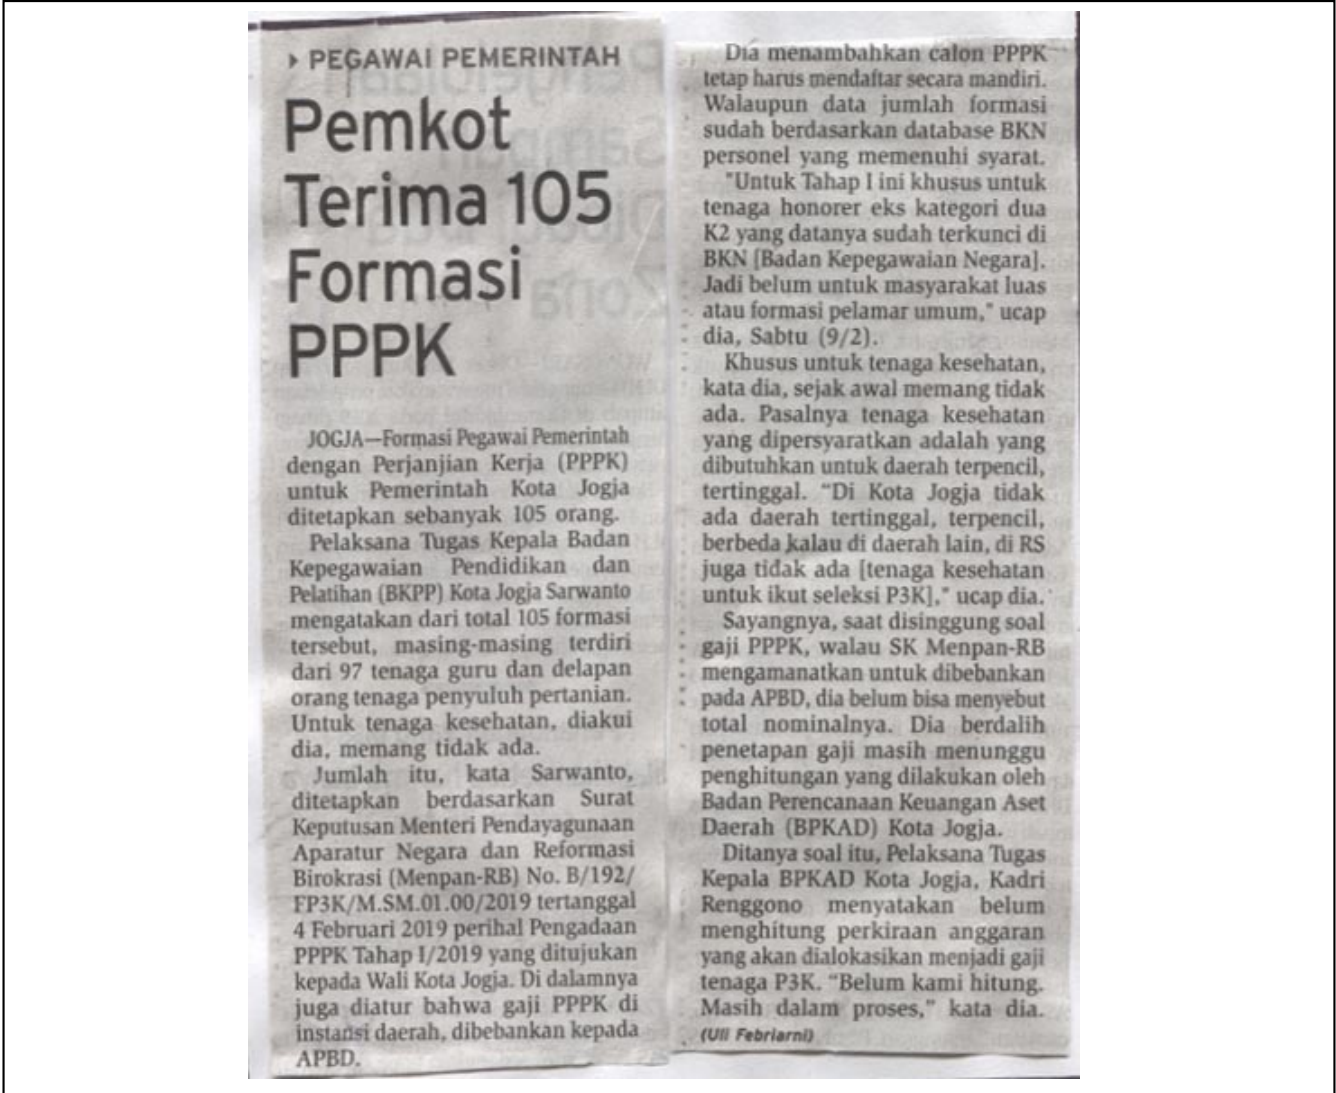 › PEGAWAI PEMERINTAH
Pemkot
Terima 105
Formasi
PPPK
JOGJA—Formasi Pegawai Pemerintah
dengan Perjanjian Kerja (PPPK)
untuk Pemerintah Kota Jogja
ditetapkan sebanyak 105 orang.
Pelaksana Tugas Kepala Badan
Kepegawaian Pendidikan dan
Pelatihan (BKPP) Kota Jogja Sarwanto
mengatakan dari total 105 formasi
tersebut, masing-masing terdiri
dari 97 tenaga guru dan delapan
orang tenaga penyuluh pertanian.
Untuk tenaga kesehatan, diakui
dia, memang tidak ada.
Jumlah itu, kata Sarwanto,
ditetapkan berdasarkan Surat
Keputusan Menteri Pendayagunaan
Aparatur Negara dan Reformasi
Birokrasi (Menpan-RB) No. B/192/
FP3K/M.SM.01.00/2019 tertanggal
4 Februari 2019 perihal Pengadaan
PPPK Tahap I/2019 yang ditujukan
kepada Wali Kota Jogja. Di dalamnya
juga diatur bahwa gaji PPPK di
instansi daerah, dibebankan kepada
APBD.
Dia menambahkan calon PPPK
tetap harus mendaftar secara mandiri.
Walaupun data jumlah formasi
sudah berdasarkan database BKN
personel yang memenuhi syarat.
"Untuk Tahap I ini khusus untuk
tenaga honorer eks kategori dua
K2 yang datanya sudah terkunci di
BKN [Badan Kepegawaian Negara].
Jadi belum untuk masyarakat luas
atau formasi pelamar umum," ucap
dia, Sabtu (9/2).
Khusus untuk tenaga kesehatan,
kata dia, sejak awal memang tidak
ada. Pasalnya tenaga kesehatan
yang dipersyaratkan adalah yang
dibutuhkan untuk daerah terpencil,
tertinggal. "Di Kota Jogja tidak
ada daerah tertinggal, terpencil,
berbeda kalau di daerah lain, di RS
juga tidak ada [tenaga kesehatan
untuk ikut seleksi P3K]," ucap dia.
Sayangnya, saat disinggung soal
gaji PPPK, walau SK Menpan-RB
mengamanatkan untuk dibebankan
pada APBD, dia belum bisa menyebut
total nominalnya. Dia berdalih
penetapan gaji masih menunggu
penghitungan yang dilakukan oleh
Badan Perencanaan Keuangan Aset
Daerah (BPKAD) Kota Jogja.
Ditanya soal itu, Pelaksana Tugas
Kepala BPKAD Kota Jogja, Kadri
Renggono menyatakan belum
menghitung perkiraan anggaran
yang akan dialokasikan menjadi gaji
tenaga P3K. "Belum kami hitung.
Masih dalam proses," kata dia.
(Uli Febriarni)